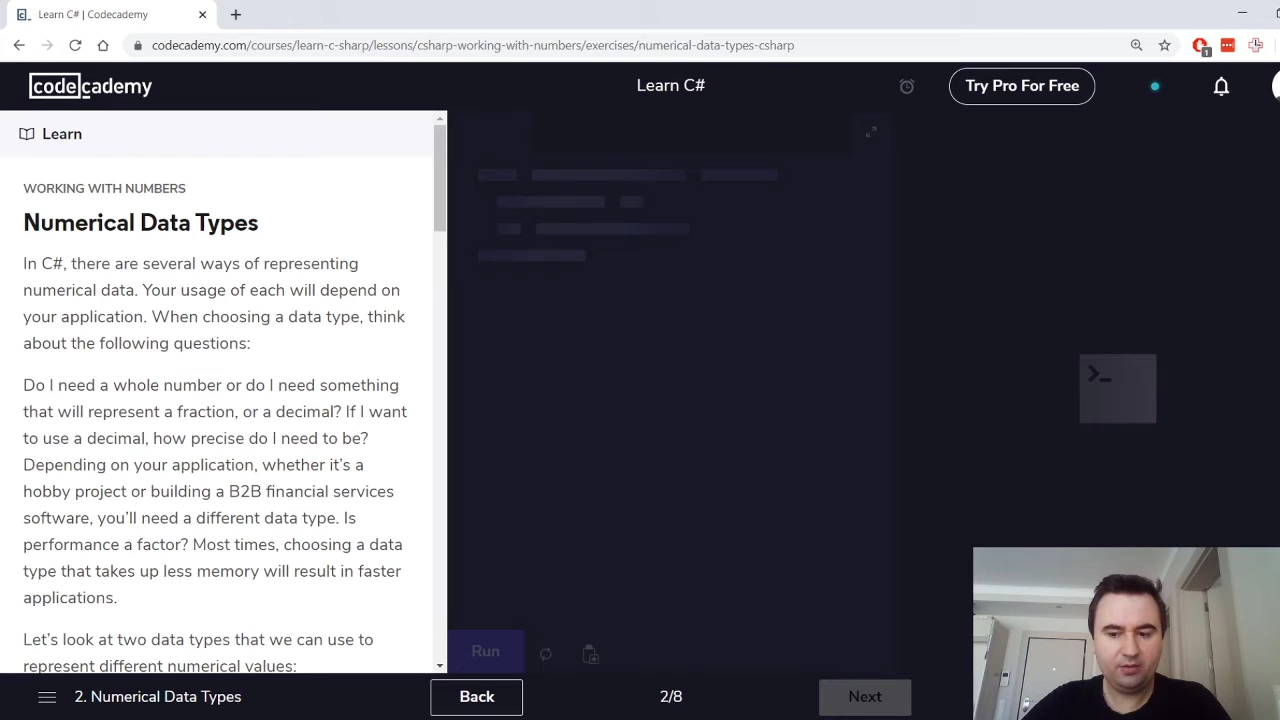 Learn C# | Codecademy
codecademy.com/courses/learn-c-sharp/lessons/csharp-working-with-numbers/exercises/numerical-data-types-csharp
1
codecademy
Learn C#
Try Pro For Free
Learn
WORKING WITH NUMBERS
Numerical Data Types
In C#, there are several ways of representing
numerical data. Your usage of each will depend on
your application. When choosing a data type, think
about the following questions:
Do I need a whole number or do I need something
that will represent a fraction, or a decimal? If I want
to use a decimal, how precise do I need to be?
Depending on your application, whether it’s a
hobby project or building a B2B financial services
software, you’ll need a different data type. Is
performance a factor? Most times, choosing a data
type that takes up less memory will result in faster
applications.
Let’s look at two data types that we can use to
represent different numerical values:
Run
2. Numerical Data Types
Back
2/8
Next